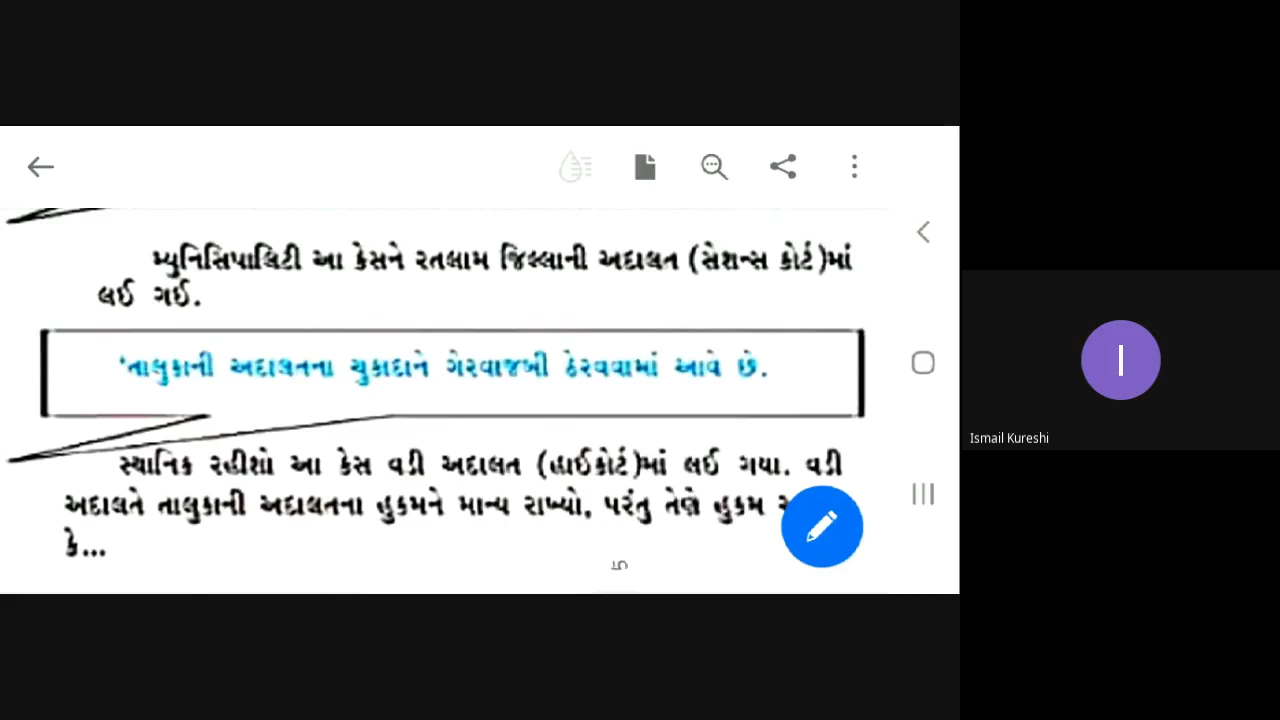 મ્યુનિસિપાલિટી આ કેસને રતલામ જિલ્લાની અદાલત (સેશન્સ કોર્ટ)માં
લઈ ગઈ.
'તાલુકાની અદાલતના ચુકાદાને ગેરવાજબી ઠેરવવામાં આવે છે.
સ્થાનિક રહીશો આ કેસ વડી અદાલત (હાઈકોર્ટ)માં લઈ ગયા. વડી
અદાલતે તાલુકાની અદાલતના હુકમને માન્ય રાખ્યો, પરંતુ તેણે હુકમ
કે...
5
I
Ismail Kureshi